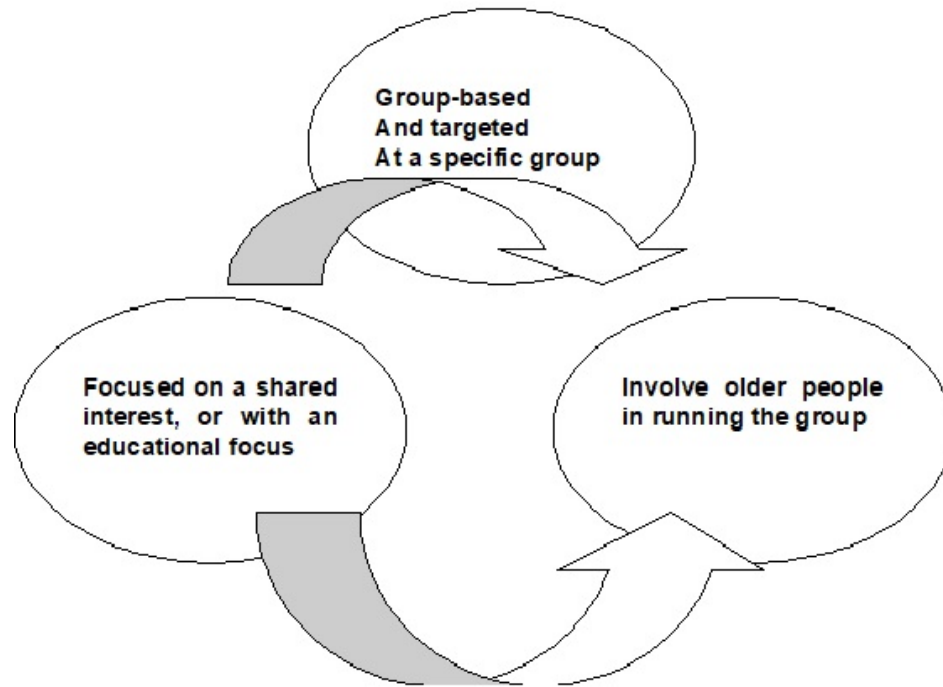 Group-based
And targeted
At a specific group
Focused on a shared
interest, or with an
educational focus
Involve older people
in running the group